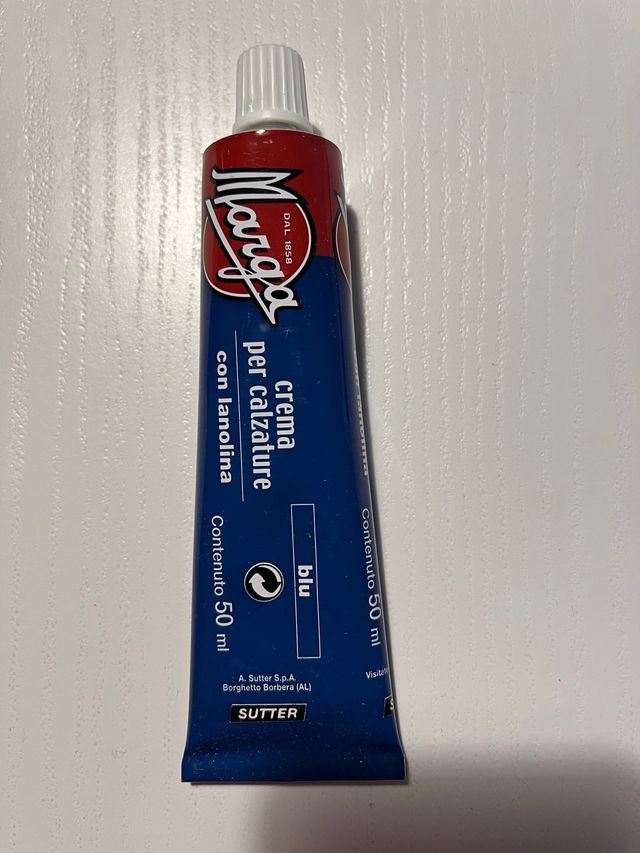 Marga
DAL 1858
crema
per calzature
con lanolina
blu
Contenuto 50 ml
A. Sutter S.p.A.
Borghetto Borbera (AL)
SUTTER
Contenuto 50 ml